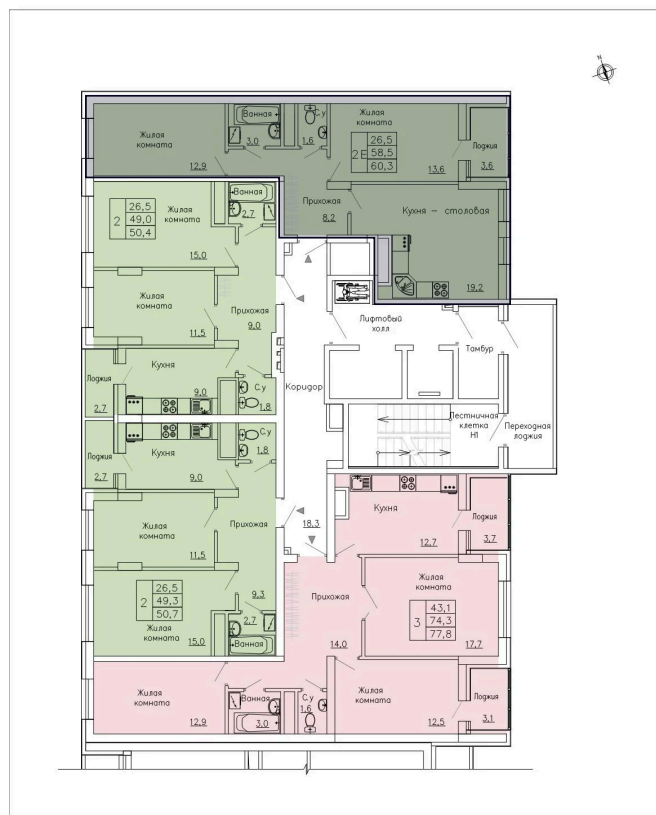 N
Жилая
комната
12.9
Ванная
3.0
С.у
1.6
Жилая
комната
2Е
26,5
58,5
60,3
13.6
Лоджия
3.6
Прихожая
8.2
Кухня – столовая
19.2
2
26,5
49,0
50,4
Жилая
комната
15.0
Ванная
2.7
Жилая
комната
11.5
Прихожая
9.0
Кухня
9.0
Лоджия
2.7
С.у
1.8
Лифтовый
холл
Тамбур
Коридор
18.3
Лестничная
клетка
Н1
Переходная
лоджия
Лоджия
2.7
Кухня
9.0
С.у
1.8
Жилая
комната
11.5
Прихожая
9.3
2
26,5
49,3
50,7
Жилая
комната
15.0
2.7
Ванная
Кухня
12.7
Лоджия
3.7
Прихожая
14.0
Жилая
комната
3
43,1
74,3
77,8
17.7
Жилая
комната
12.9
Ванная
3.0
С.у
1.6
Жилая
комната
12.5
Лоджия
3.1